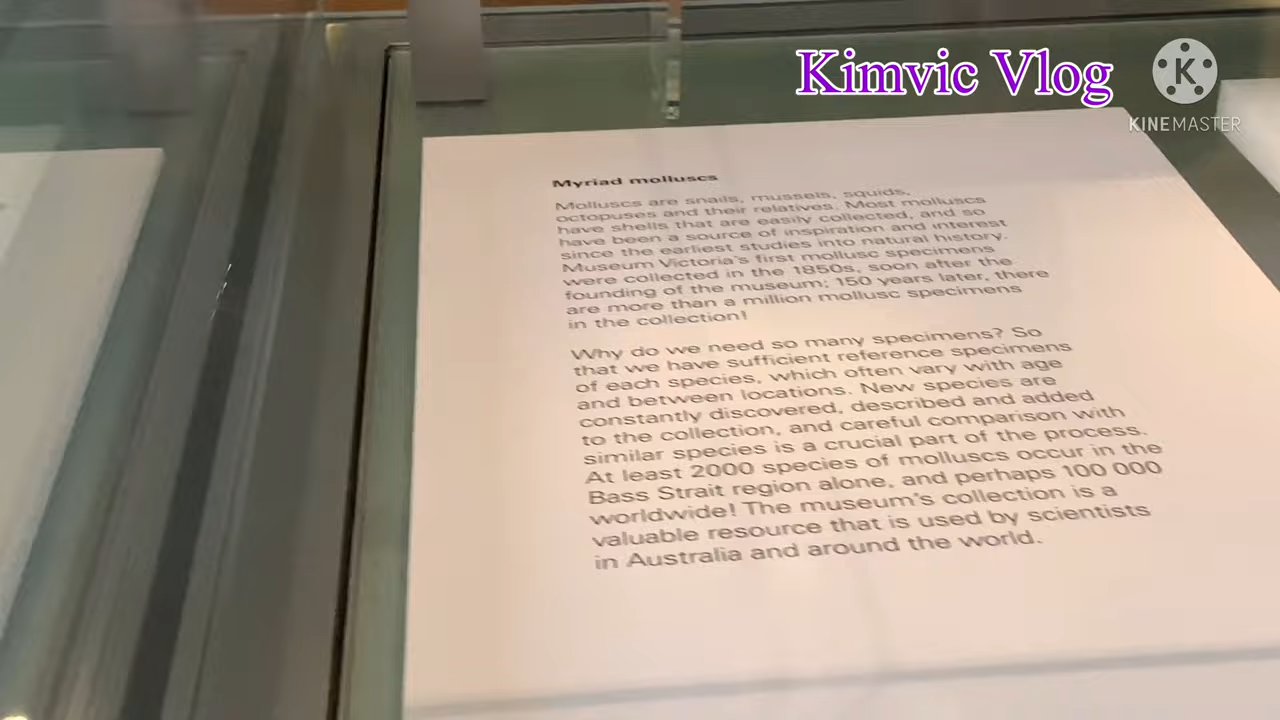 Kimvic Vlog
K
KINEMASTER
Myriad molluscs
Molluscs are snails, mussels, squids,
octopuses and their relatives. Most molluscs
have shells that are easily collected, and so
have been a source of inspiration and interest
since the earliest studies into natural history.
Museum Victoria's first mollusc specimens
were collected in the 1850s, soon after the
founding of the museum; 150 years later, there
are more than a million mollusc specimens
in the collection!
Why do we need so many specimens? So
that we have sufficient reference specimens
of each species, which often vary with age
and between locations. New species are
constantly discovered, described and added
to the collection, and careful comparison with
similar species is a crucial part of the process.
At least 2000 species of molluscs occur in the
Bass Strait region alone, and perhaps 100 000
worldwide! The museum's collection is a
valuable resource that is used by scientists
in Australia and around the world.